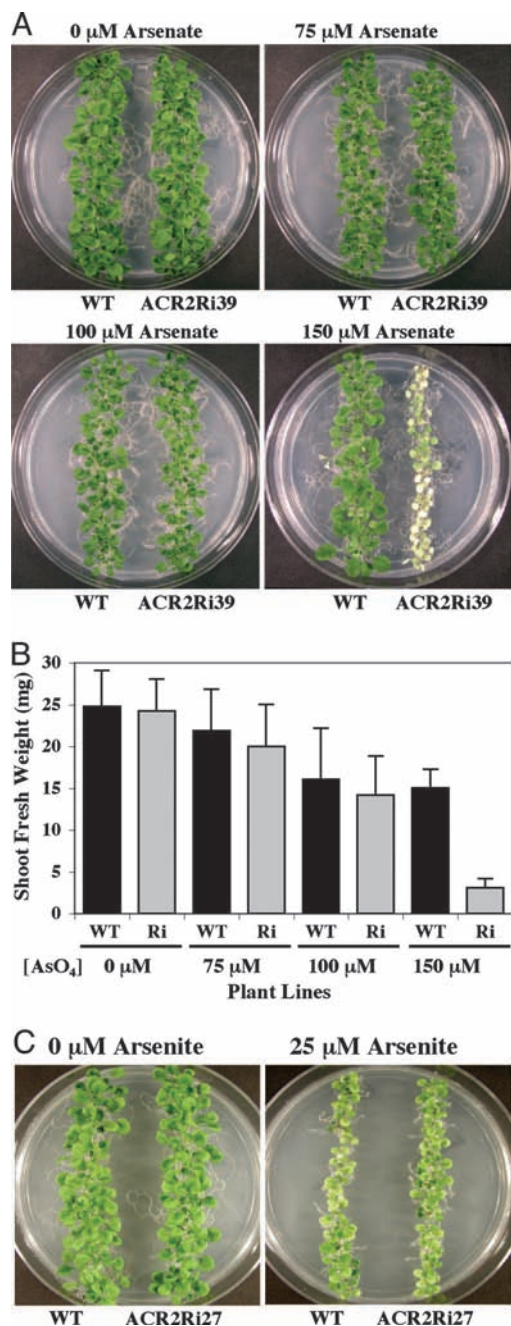 A
0 μM Arsenate 75 μM Arsenate
WT ACR2Ri39 WT ACR2Ri39
100 μM Arsenate 150 μM Arsenate
WT ACR2Ri39 WT ACR2Ri39
B
Shoot Fresh Weight (mg)
30
25
20
15
10
5
0
WT Ri WT Ri WT Ri WT Ri
[AsO₄] 0 μM 75 μM 100 μM 150 μM
Plant Lines
C
0 μM Arsenite 25 μM Arsenite
WT ACR2Ri27 WT ACR2Ri27